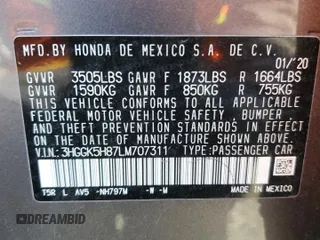 MFD.BY HONDA DE MEXICO S.A. DE C.V.
01/'20
GVWR 3505LBS GAWR F 1873LBS R 1664LBS
GVWR 1590KG GAWR F 850KG R 755KG
THIS VEHICLE CONFORMS TO ALL APPLICABLE
FEDERAL MOTOR VEHICLE SAFETY , BUMPER ,
AND THEFT PREVENTION STANDARDS IN EFFECT
ON THE DATE OF MANUFACTURE SHOWN ABOVE.
V.I.N.:3HGGK5H87LM707311 TYPE:PASSENGER CAR
T5R L AV5 -NH797M -W -M
MADE IN MEXICO
DREAMBID